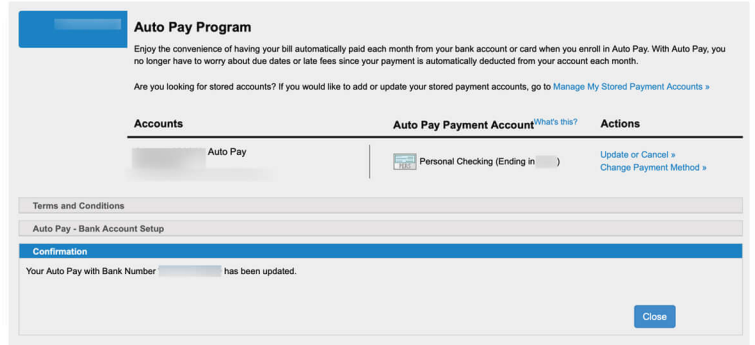 Auto Pay Program
Enjoy the convenience of having your bill automatically paid each month from your bank account or card when you enroll in Auto Pay. With Auto Pay, you
no longer have to worry about due dates or late fees since your payment is automatically deducted from your account each month.
Are you looking for stored accounts? If you would like to add or update your stored payment accounts, go to Manage My Stored Payment Accounts »
Accounts Auto Pay Payment Account What's this? Actions
Auto Pay Personal Checking (Ending in ) Update or Cancel »
Change Payment Method »
Terms and Conditions
Auto Pay - Bank Account Setup
Confirmation
Your Auto Pay with Bank Number has been updated.
Close